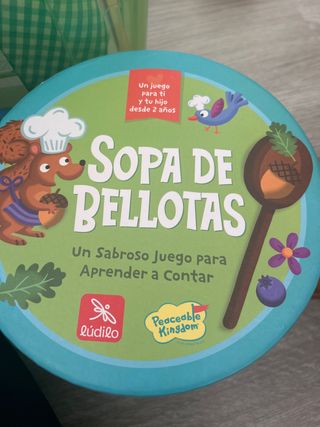 Un juego
para ti
y tu hijo
desde 2 años
SOPA DE
BELLOTAS
Un Sabroso Juego para
Aprender a Contar
lúdilo
Peaceable
Kingdom